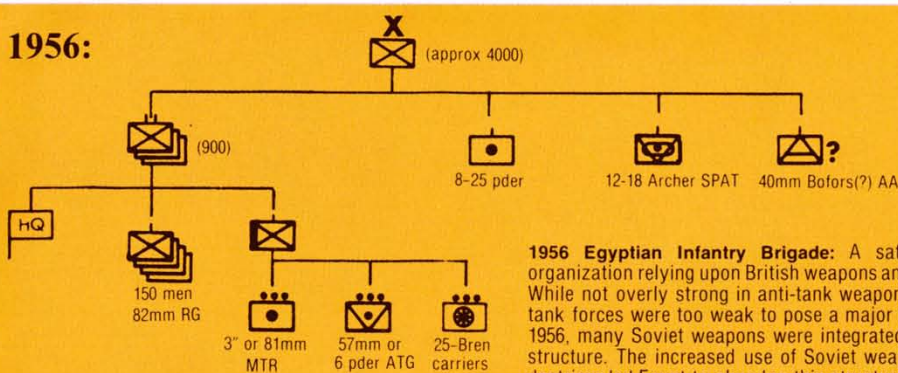 1956:
X
(approx 4000)
(900)
8-25 pder
12-18 Archer SPAT
?
40mm Bofors(?) AA
HQ
150 men
82mm RG
3" or 81mm
MTR
57mm or
6 pder ATG
25-Bren
carriers
1956 Egyptian Infantry Brigade: A sat
organization relying upon British weapons an
While not overly strong in anti-tank weapon
tank forces were too weak to pose a major
1956, many Soviet weapons were integrated
structure. The increased use of Soviet wea